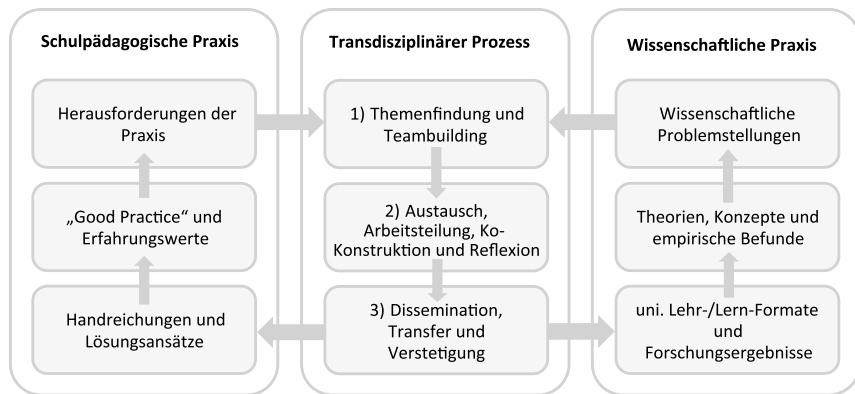 Schulpädagogische Praxis
Herausforderungen der
Praxis
„Good Practice“ und
Erfahrungswerte
Handreichungen und
Lösungsansätze
Transdisziplinärer Prozess
1) Themenfindung und
Teambuilding
2) Austausch,
Arbeitsteilung, Ko-
Konstruktion und Reflexion
3) Dissemination,
Transfer und
Verstetigung
Wissenschaftliche Praxis
Wissenschaftliche
Problemstellungen
Theorien, Konzepte und
empirische Befunde
uni. Lehr-/Lern-Formate
und
Forschungsergebnisse